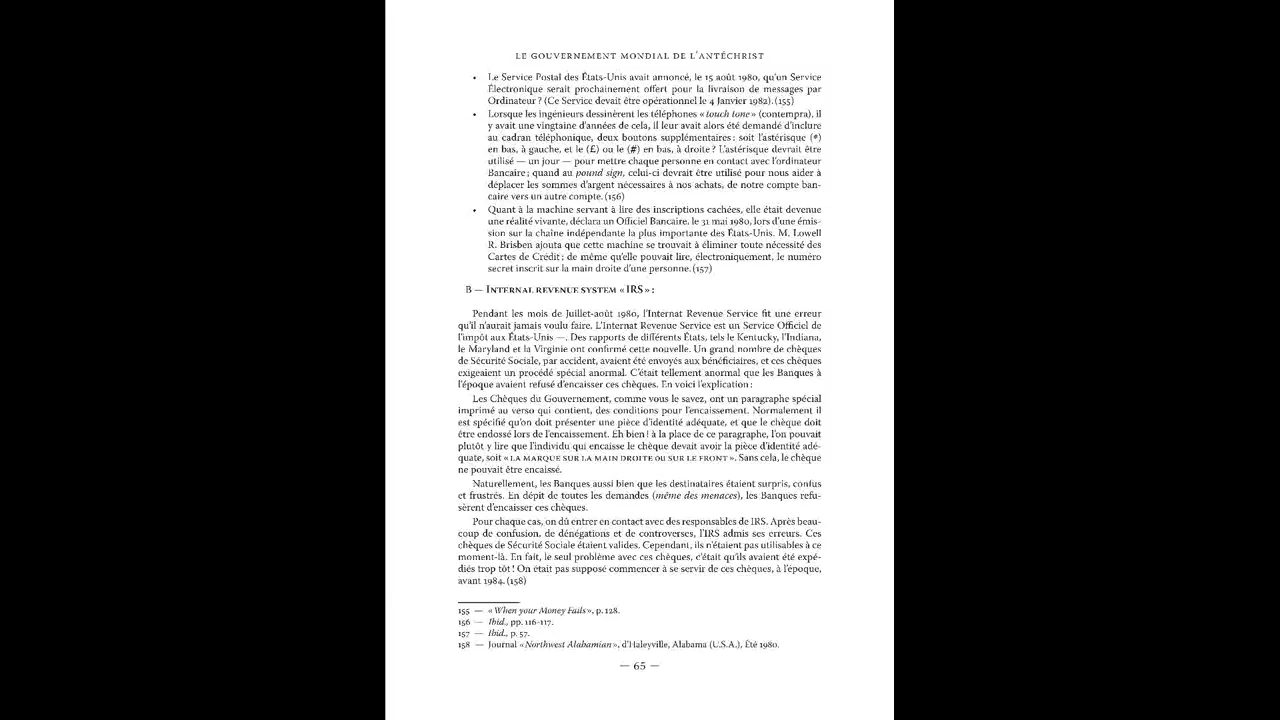 LE GOUVERNEMENT MONDIAL DE L'ANTÉCHRIST
• Le Service Postal des États-Unis avait annoncé, le 15 août 1980, qu'un Service
Électronique serait prochainement offert pour la livraison de messages par
Ordinateur ? (Ce Service devait être opérationnel le 4 Janvier 1982). (155)
• Lorsque les ingénieurs dessinèrent les téléphones « touch tone » (contempra), il
y avait une vingtaine d'années de cela, il leur avait alors été demandé d'inclure
au cadran téléphonique, deux boutons supplémentaires : soit l'astérisque (*)
en bas, à gauche, et le (£) ou le (#) en bas, à droite ? L'astérisque devrait être
utilisé — un jour — pour mettre chaque personne en contact avec l'ordinateur
Bancaire ; quand au pound sign, celui-ci devrait être utilisé pour nous aider à
déplacer les sommes d'argent nécessaires à nos achats, de notre compte ban-
caire vers un autre compte. (156)
• Quant à la machine servant à lire des inscriptions cachées, elle était devenue
une réalité vivante, déclara un Officiel Bancaire, le 31 mai 1980, lors d'une émis-
sion sur la chaîne indépendante la plus importante des États-Unis. M. Lowell
R. Brisben ajouta que cette machine se trouvait à éliminer toute nécessité des
Cartes de Crédit ; de même qu'elle pouvait lire, électroniquement, le numéro
secret inscrit sur la main droite d'une personne. (157)
B — INTERNAL REVENUE SYSTEM « IRS » :
Pendant les mois de Juillet-août 1980, l'Internat Revenue Service fit une erreur
qu'il n'aurait jamais voulu faire. L'Internat Revenue Service est un Service Officiel de
l'impôt aux États-Unis —. Des rapports de différents États, tels le Kentucky, l'Indiana,
le Maryland et la Virginie ont confirmé cette nouvelle. Un grand nombre de chèques
de Sécurité Sociale, par accident, avaient été envoyés aux bénéficiaires, et ces chèques
exigeaient un procédé spécial anormal. C'était tellement anormal que les Banques à
l'époque avaient refusé d'encaisser ces chèques. En voici l'explication :
Les Chèques du Gouvernement, comme vous le savez, ont un paragraphe spécial
imprimé au verso qui contient, des conditions pour l'encaissement. Normalement il
est spécifié qu'on doit présenter une pièce d'identité adéquate, et que le chèque doit
être endossé lors de l'encaissement. Eh bien ! à la place de ce paragraphe, l'on pouvait
plutôt y lire que l'individu qui encaisse le chèque devait avoir la pièce d'identité adé-
quate, soit « LA MARQUE SUR LA MAIN DROITE OU SUR LE FRONT ». Sans cela, le chèque
ne pouvait être encaissé.
Naturellement, les Banques aussi bien que les destinataires étaient surpris, confus
et frustrés. En dépit de toutes les demandes (même des menaces), les Banques refu-
sèrent d'encaisser ces chèques.
Pour chaque cas, on dû entrer en contact avec des responsables de IRS. Après beau-
coup de confusion, de dénégations et de controverses, l'IRS admis ses erreurs. Ces
chèques de Sécurité Sociale étaient valides. Cependant, ils n'étaient pas utilisables à ce
moment-là. En fait, le seul problème avec ces chèques, c'était qu'ils avaient été expé-
diés trop tôt ! On était pas supposé commencer à se servir de ces chèques, à l'époque,
avant 1984. (158)
155 — « When your Money Fails », p. 128.
156 — Ibid., pp. 116-117.
157 — Ibid., p. 57.
158 — Journal « Northwest Alabamian », d'Haleyville, Alabama (U.S.A.), Été 1980.
— 65 —